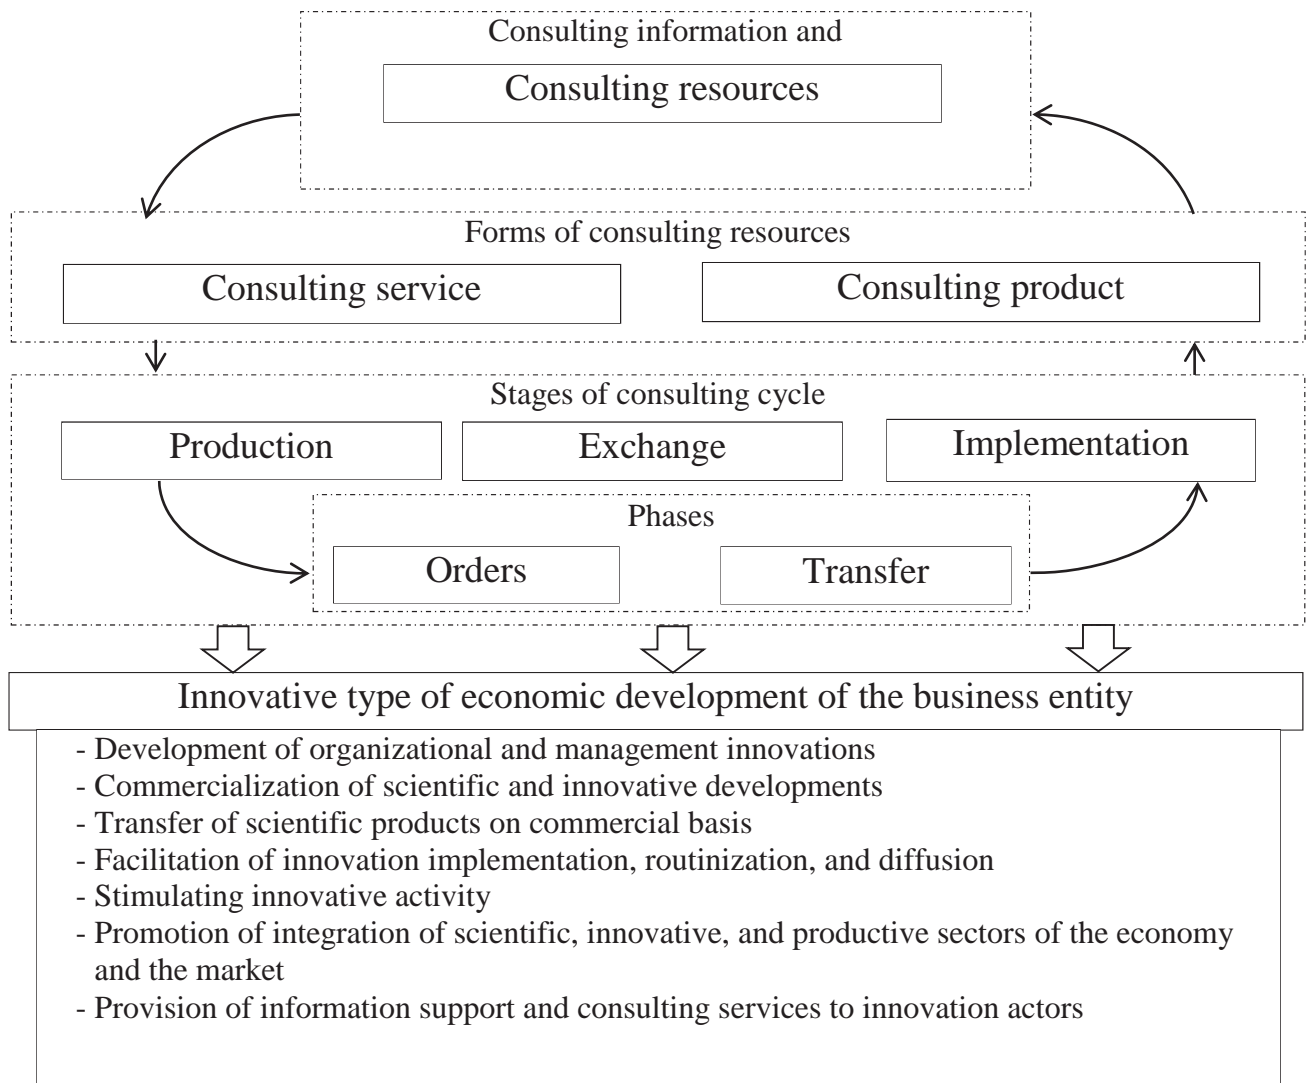 Consulting information and
Consulting resources
Forms of consulting resources
Consulting service
Consulting product
Stages of consulting cycle
Production
Exchange
Implementation
Phases
Orders
Transfer
Innovative type of economic development of the business entity
- Development of organizational and management innovations
- Commercialization of scientific and innovative developments
- Transfer of scientific products on commercial basis
- Facilitation of innovation implementation, routinization, and diffusion
- Stimulating innovative activity
- Promotion of integration of scientific, innovative, and productive sectors of the economy
and the market
- Provision of information support and consulting services to innovation actors